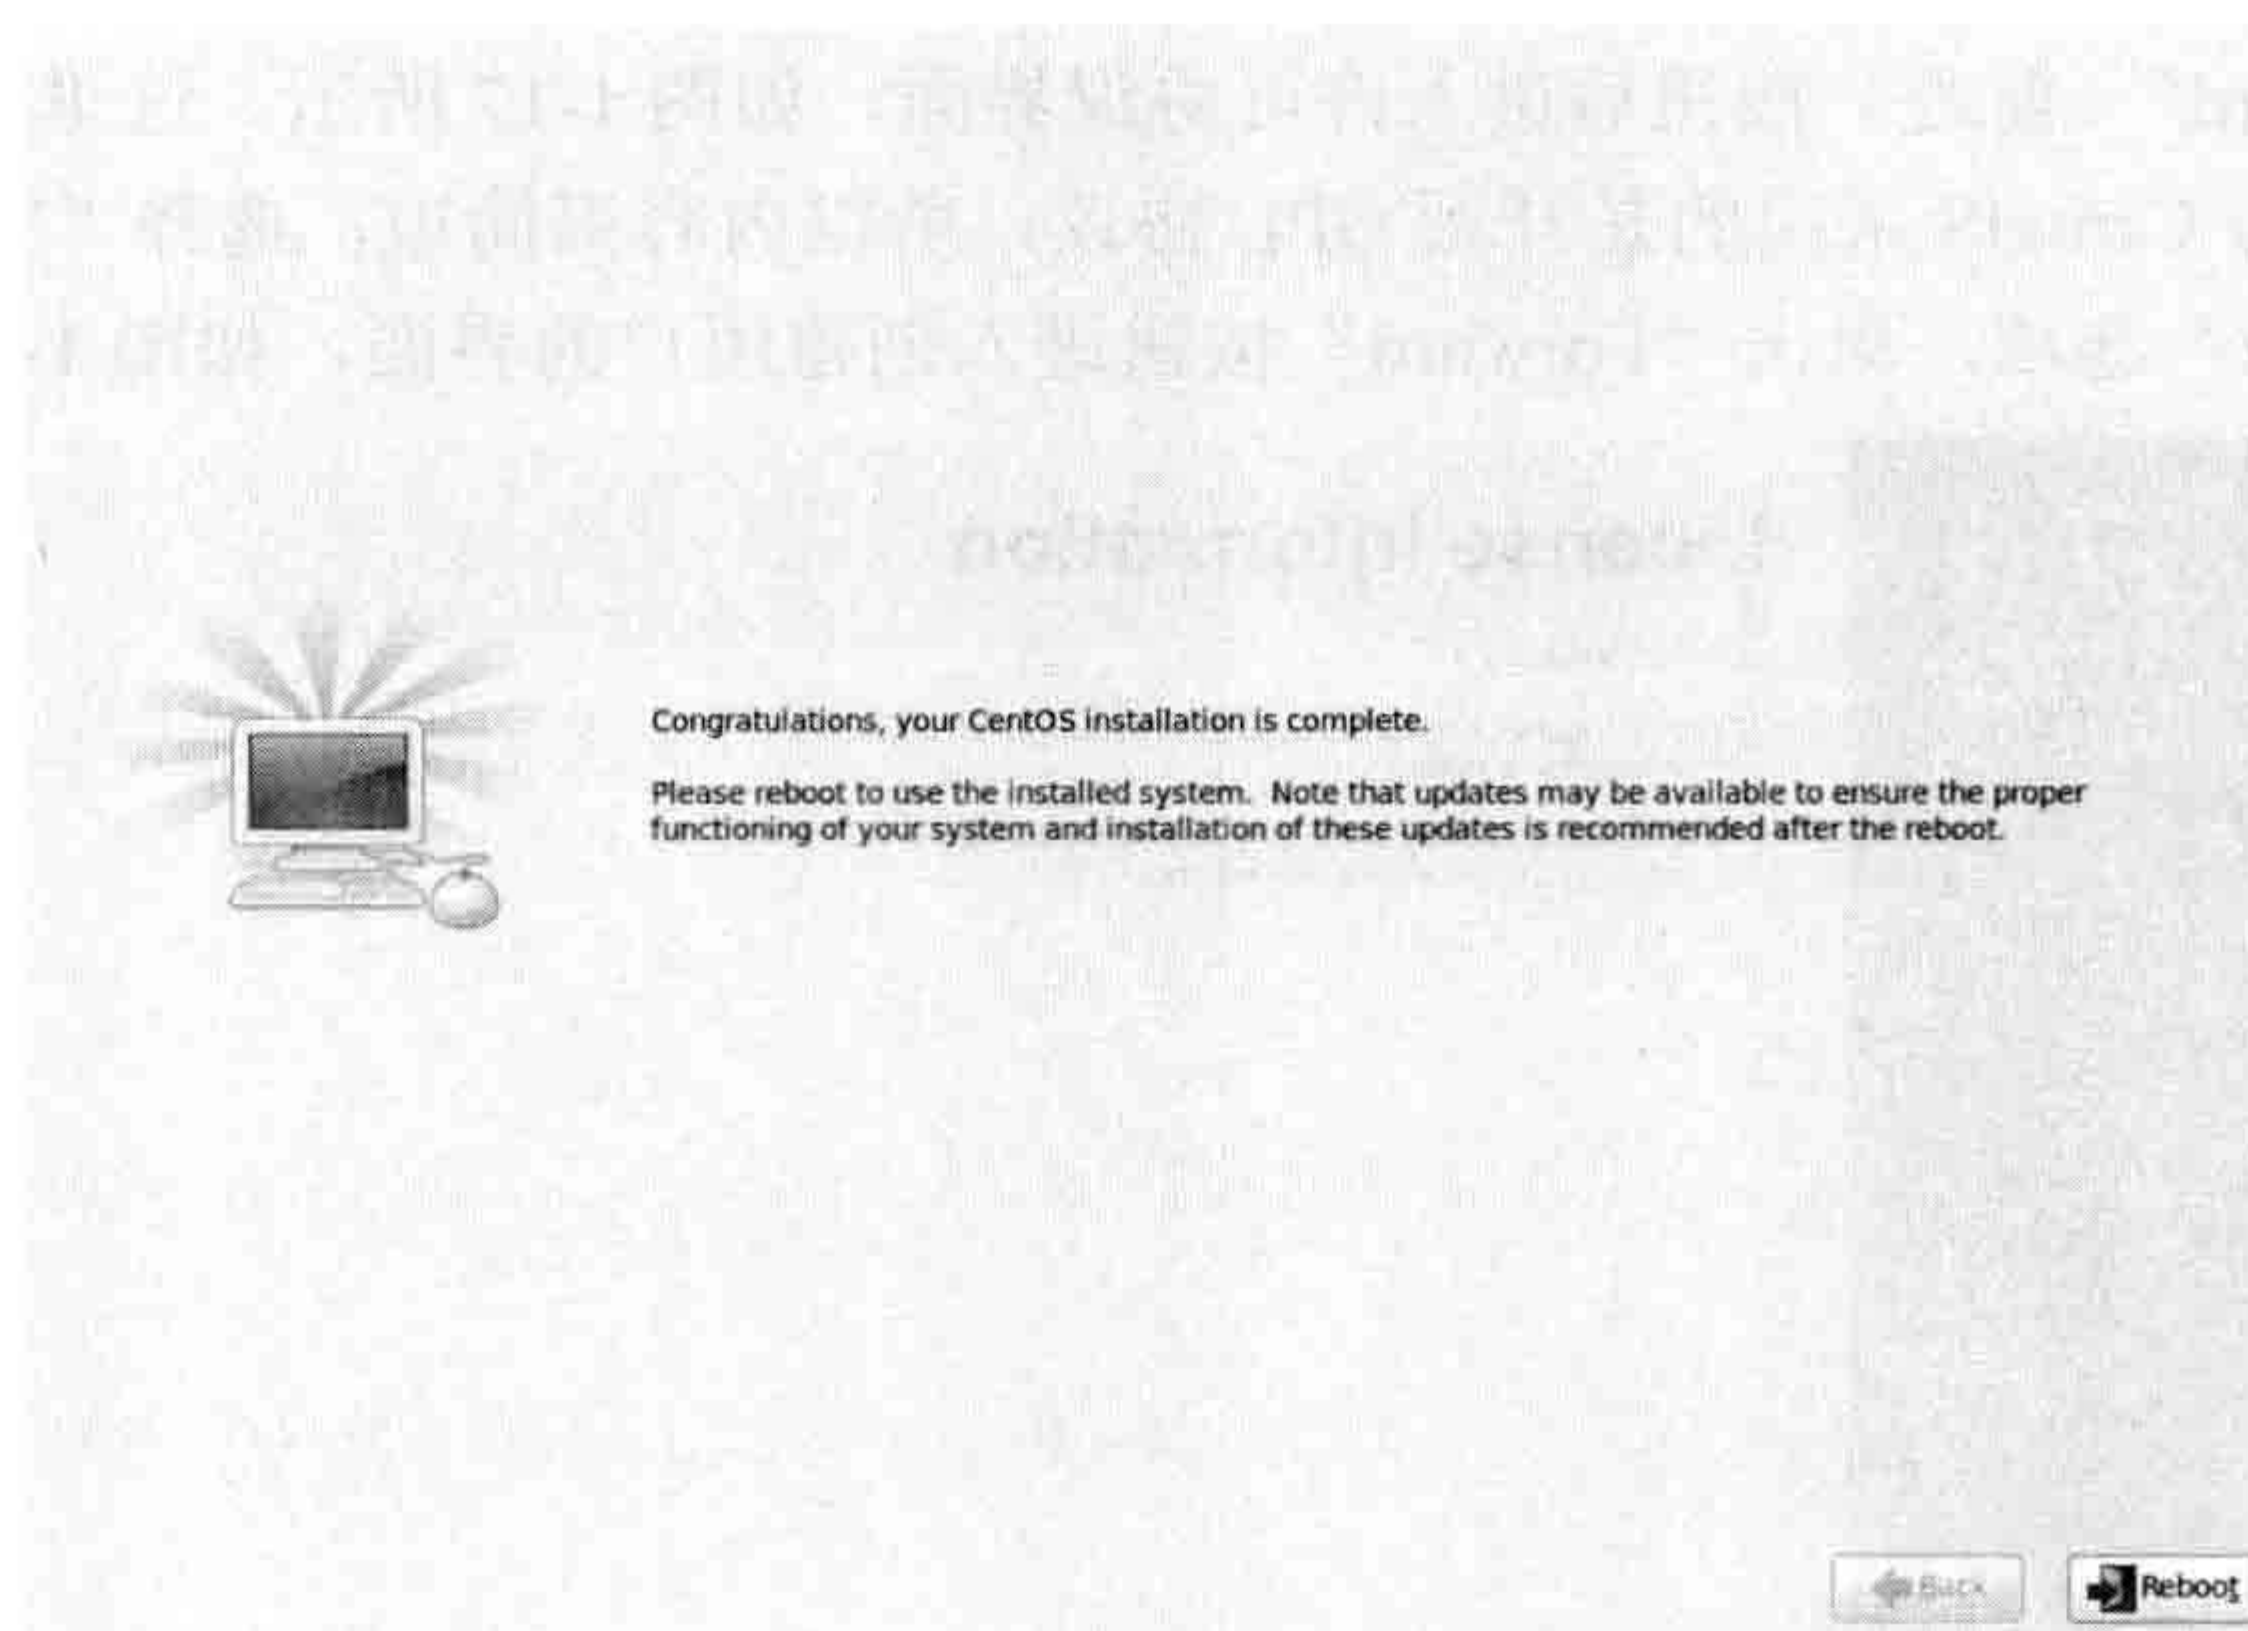 Congratulations, your CentOS installation is complete.
Please reboot to use the installed system.  Note that updates may be available to ensure the proper
functioning of your system and installation of these updates is recommended after the reboot.
Back
Reboot